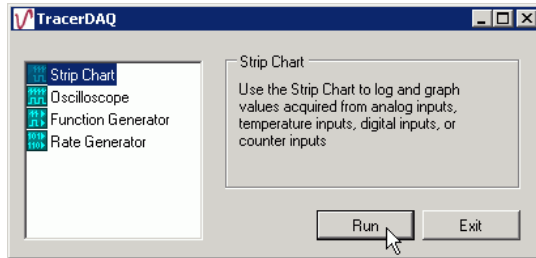 TracerDAQ
Strip Chart
Oscilloscope
Function Generator
Rate Generator
Strip Chart
Use the Strip Chart to log and graph
values acquired from analog inputs,
temperature inputs, digital inputs, or
counter inputs
Run
Exit